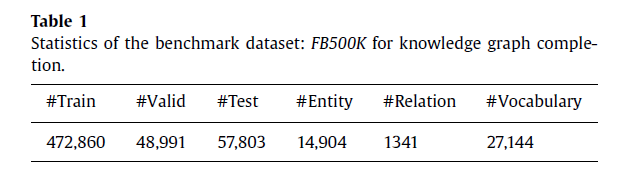 Table 1
Statistics of the benchmark dataset: FB500K for knowledge graph comple-
tion.
#Train #Valid #Test #Entity #Relation #Vocabulary
472,860 48,991 57,803 14,904 1341 27,144